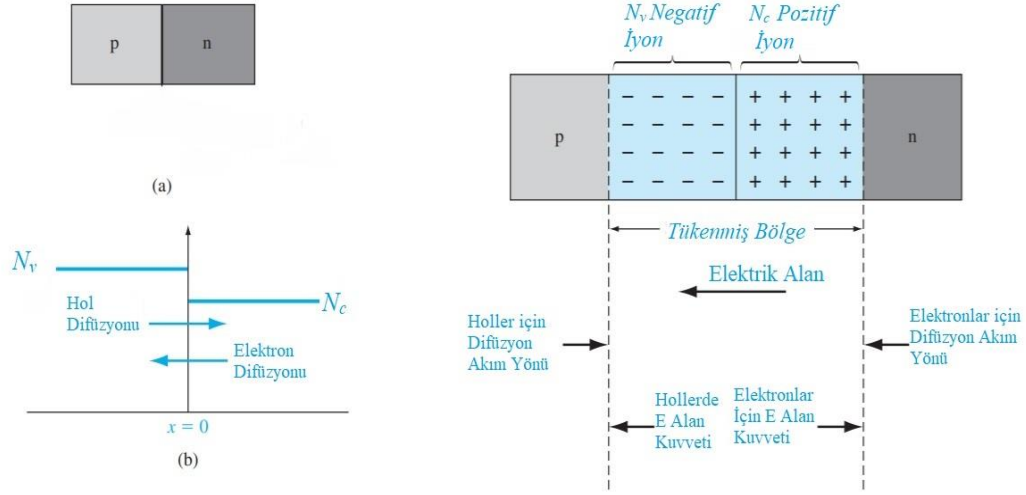 p
n
(a)
N_v
N_c
Hol
Difüzyonu
Elektron
Difüzyonu
x = 0
(b)
N_v Negatif
İyon
N_c Pozitif
İyon
p
− − − −
+ + + +
− − − −
+ + + +
− − − −
+ + + +
− − − −
+ + + +
n
Tükenmiş Bölge
Elektrik Alan
Holler için
Difüzyon
Akım Yönü
Elektronlar için
Difüzyon Akım
Yönü
Hollerde
E Alan
Kuvveti
Elektronlar
İçin E Alan
Kuvveti